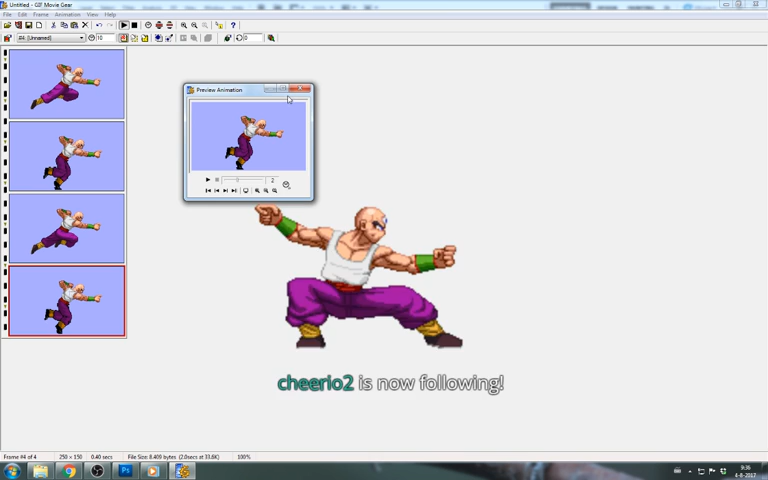 Untitled - GIF Movie Gear
File Edit Frame Animation View Help
#4: [Unnamed] 10 0
Preview Animation
2
cheerio2 is now following!
Frame #4 of 4 250 × 150 0.40 secs File Size: 8.409 bytes (2.0secs at 33.6K) 100%
Ps
9:36
4-8-2017